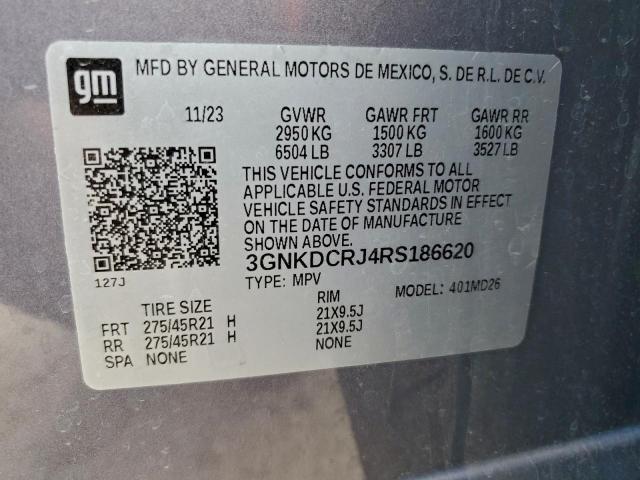 gm
MFD BY GENERAL MOTORS DE MEXICO, S. DE R.L. DE C.V.
11/23 GVWR GAWR FRT GAWR RR
2950 KG 1500 KG 1600 KG
6504 LB 3307 LB 3527 LB
THIS VEHICLE CONFORMS TO ALL
APPLICABLE U.S. FEDERAL MOTOR
VEHICLE SAFETY STANDARDS IN EFFECT
ON THE DATE OF MANUFACTURE
SHOWN ABOVE.
3GNKDCRJ4RS186620
127J TYPE: MPV MODEL: 401MD26
TIRE SIZE RIM
FRT 275/45R21 H 21X9.5J
RR 275/45R21 H 21X9.5J
SPA NONE NONE